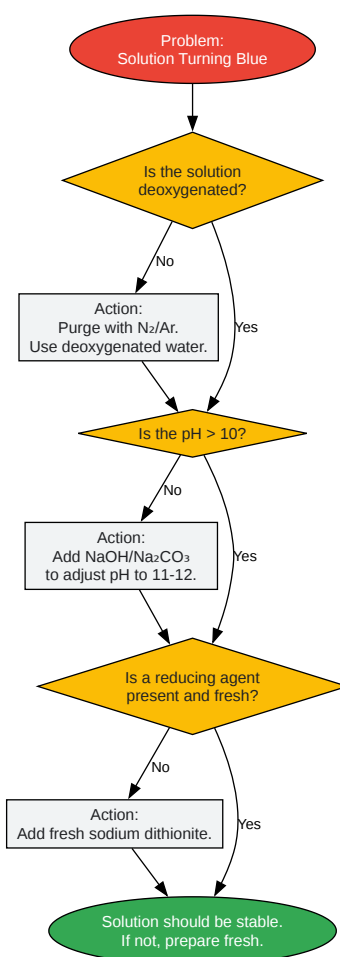 Problem:
Solution Turning Blue
Is the solution
deoxygenated?
No
Action:
Purge with N₂/Ar.
Use deoxygenated water.
Yes
Is the pH > 10?
No
Action:
Add NaOH/Na₂CO₃
to adjust pH to 11-12.
Yes
Is a reducing agent
present and fresh?
No
Action:
Add fresh sodium dithionite.
Yes
Solution should be stable.
If not, prepare fresh.